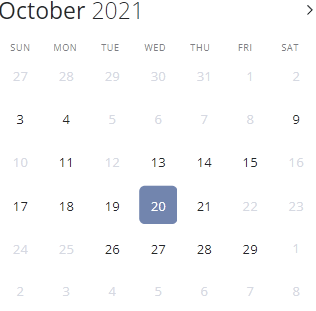 October 2021
SUN MON TUE WED THU FRI SAT
27 28 29 30 31 1 2
3 4 5 6 7 8 9
10 11 12 13 14 15 16
17 18 19 20 21 22 23
24 25 26 27 28 29 1
2 3 4 5 6 7 8